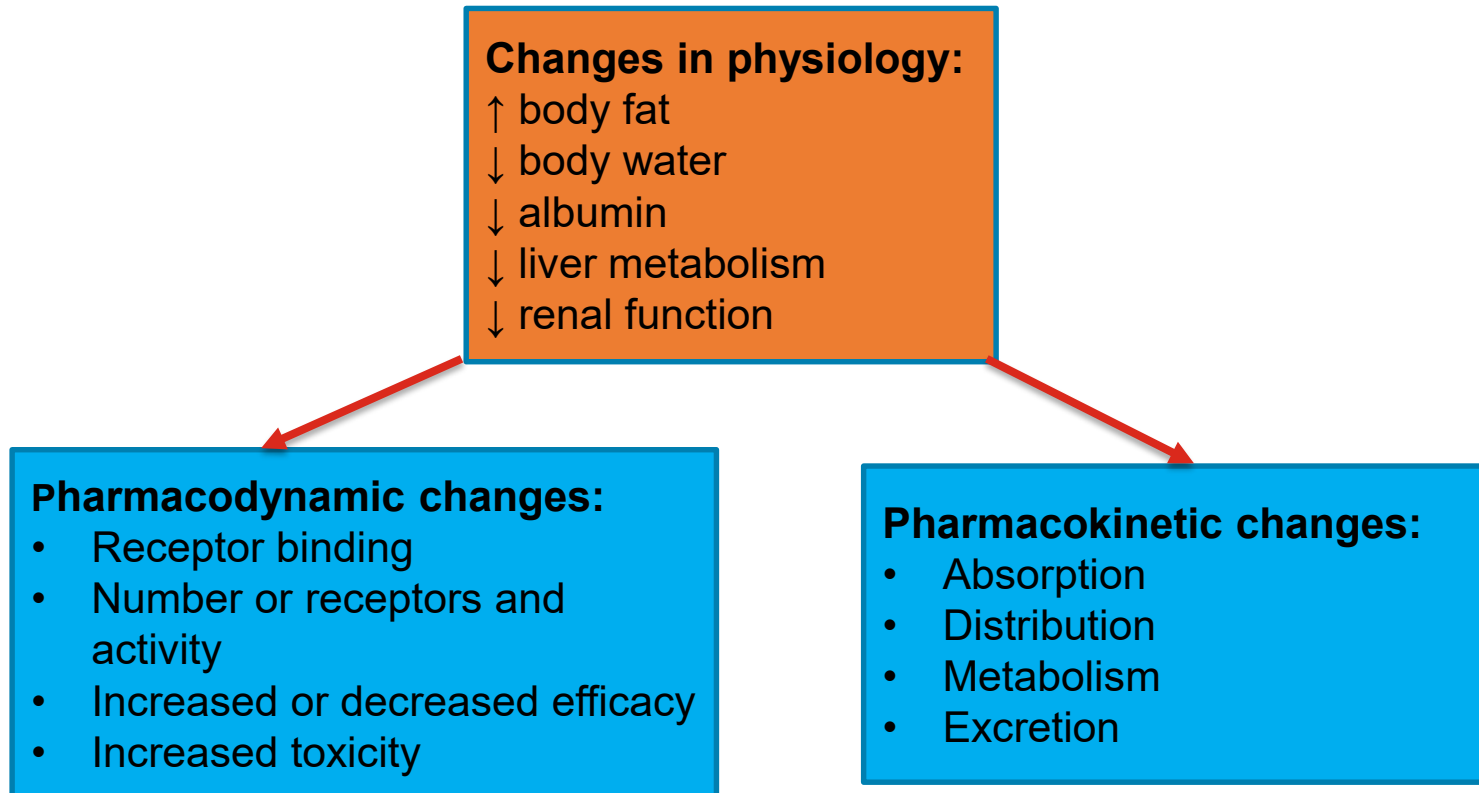 Changes in physiology:
↑ body fat
↓ body water
↓ albumin
↓ liver metabolism
↓ renal function
Pharmacodynamic changes:
• Receptor binding
• Number or receptors and
activity
• Increased or decreased efficacy
• Increased toxicity
Pharmacokinetic changes:
• Absorption
• Distribution
• Metabolism
• Excretion